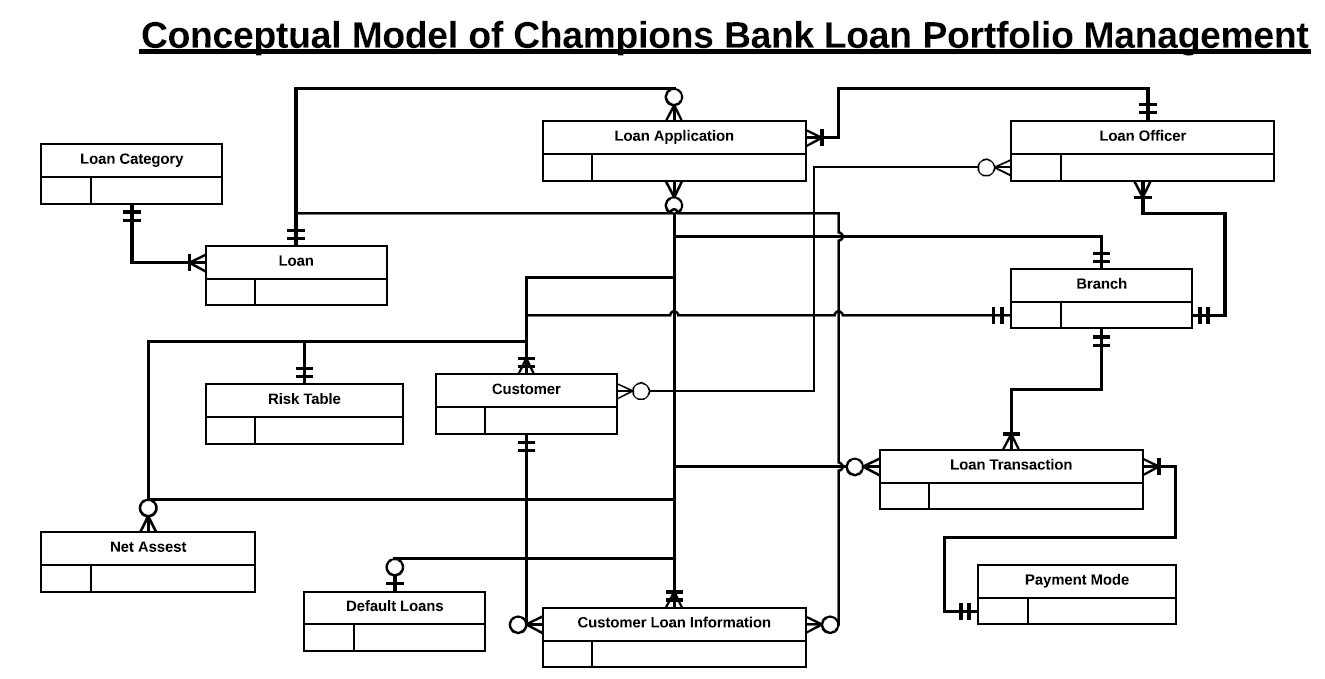 Conceptual Model of Champions Bank Loan Portfolio Management
Loan Application
Loan Officer
Loan Category
Loan
Branch
Risk Table
Customer
Loan Transaction
Net Assest
Default Loans
Customer Loan Information
Payment Mode